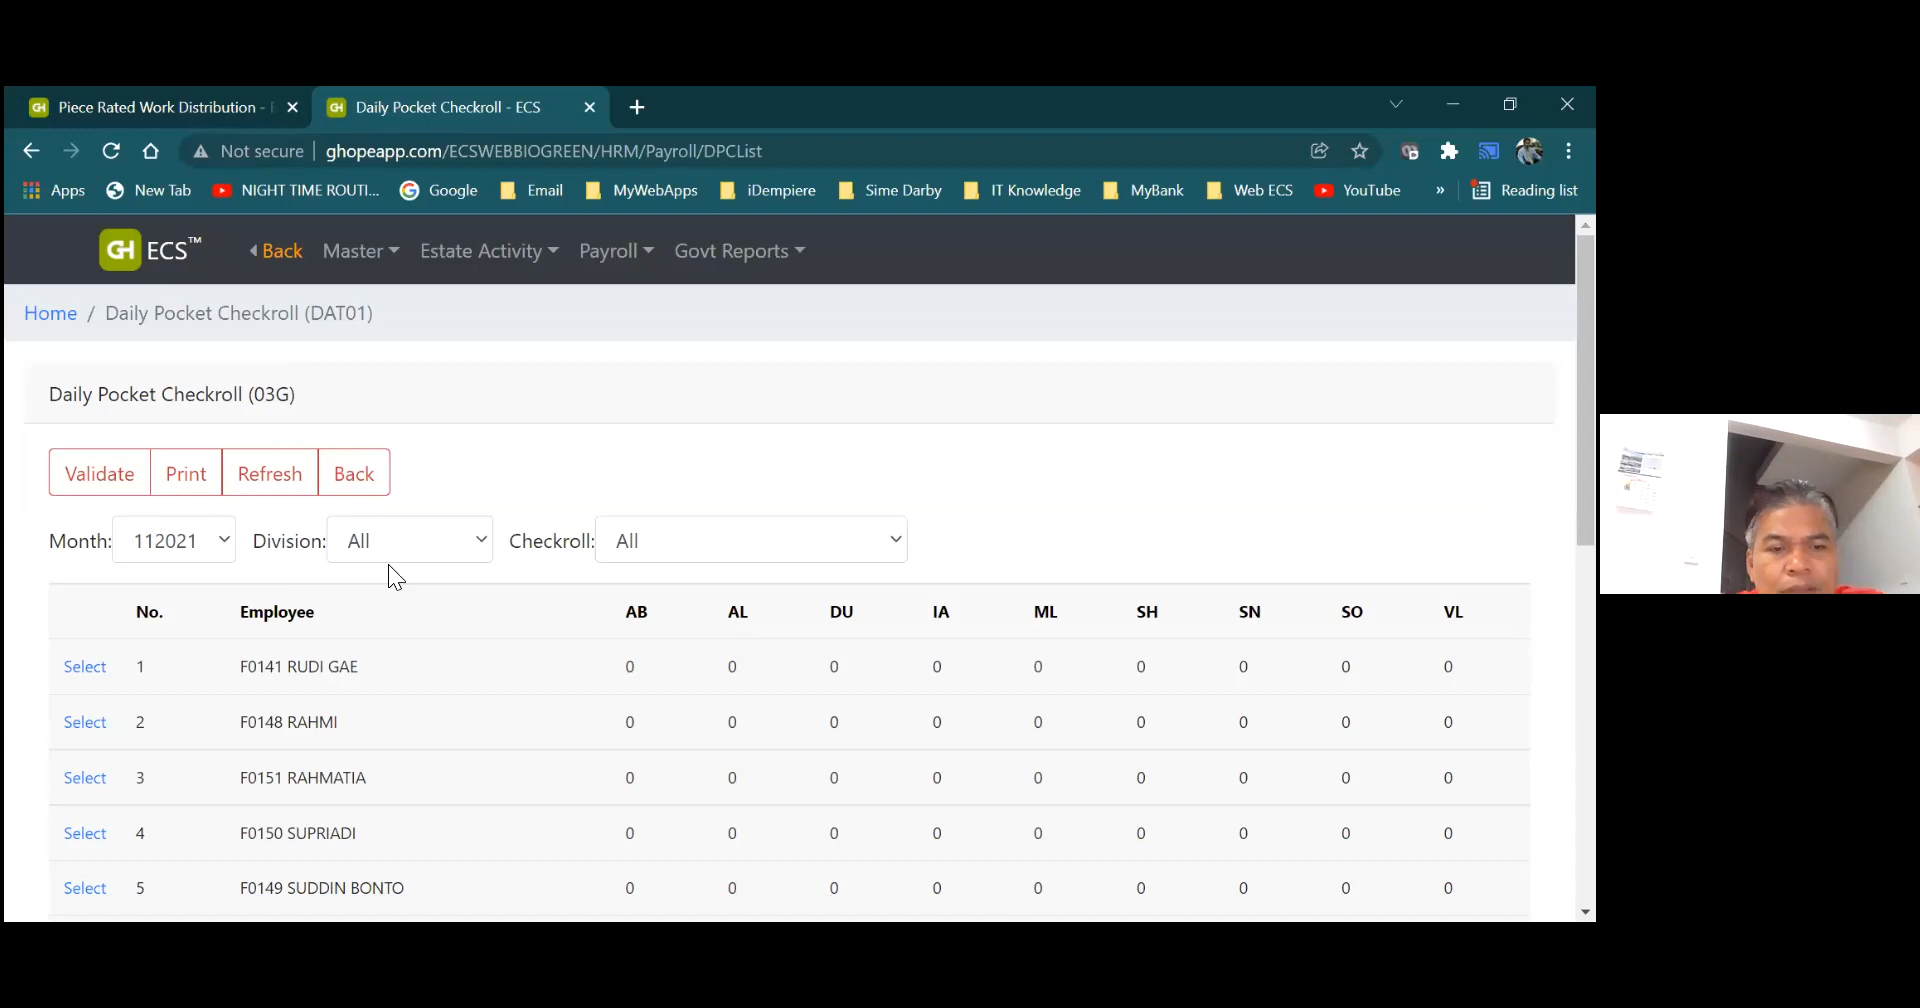 GH Piece Rated Work Distribution -
GH Daily Pocket Checkroll - ECS
Not secure ghopeapp.com/ECSWEBBIOGREEN/HRM/Payroll/DPCList
Apps New Tab NIGHT TIME ROUTI... Google Email MyWebApps iDempiere Sime Darby IT Knowledge MyBank Web ECS YouTube » Reading list
GH ECS™ Back Master Estate Activity Payroll Govt Reports
Home / Daily Pocket Checkroll (DAT01)
Daily Pocket Checkroll (03G)
Validate Print Refresh Back
Month: 112021 Division: All Checkroll: All
No. Employee AB AL DU IA ML SH SN SO VL
Select 1 F0141 RUDI GAE 0 0 0 0 0 0 0 0 0
Select 2 F0148 RAHMI 0 0 0 0 0 0 0 0 0
Select 3 F0151 RAHMATIA 0 0 0 0 0 0 0 0 0
Select 4 F0150 SUPRIADI 0 0 0 0 0 0 0 0 0
Select 5 F0149 SUDDIN BONTO 0 0 0 0 0 0 0 0 0